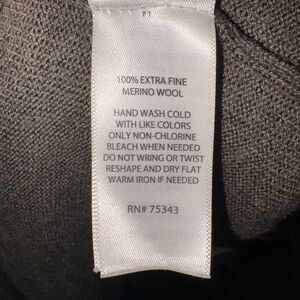 100% EXTRA FINE
MERINO WOOL
HAND WASH COLD
WITH LIKE COLORS
ONLY NON-CHLORINE
BLEACH WHEN NEEDED
DO NOT WRING OR TWIST
RESHAPE AND DRY FLAT
WARM IRON IF NEEDED
RN# 75343